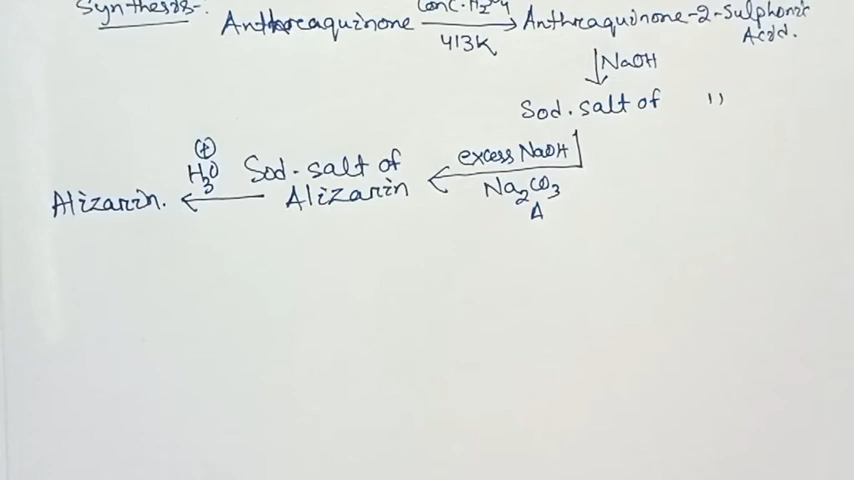 Synthesis-:
Anthraquinone conc. H2SO4 413K → Anthraquinone-2-Sulphonic
Acid.
↓ NaOH
Sod. salt of "
excess NaOH
Na2CO3
Δ
← Sod. salt of
Alizarin
H3O⊕
← Alizarin.